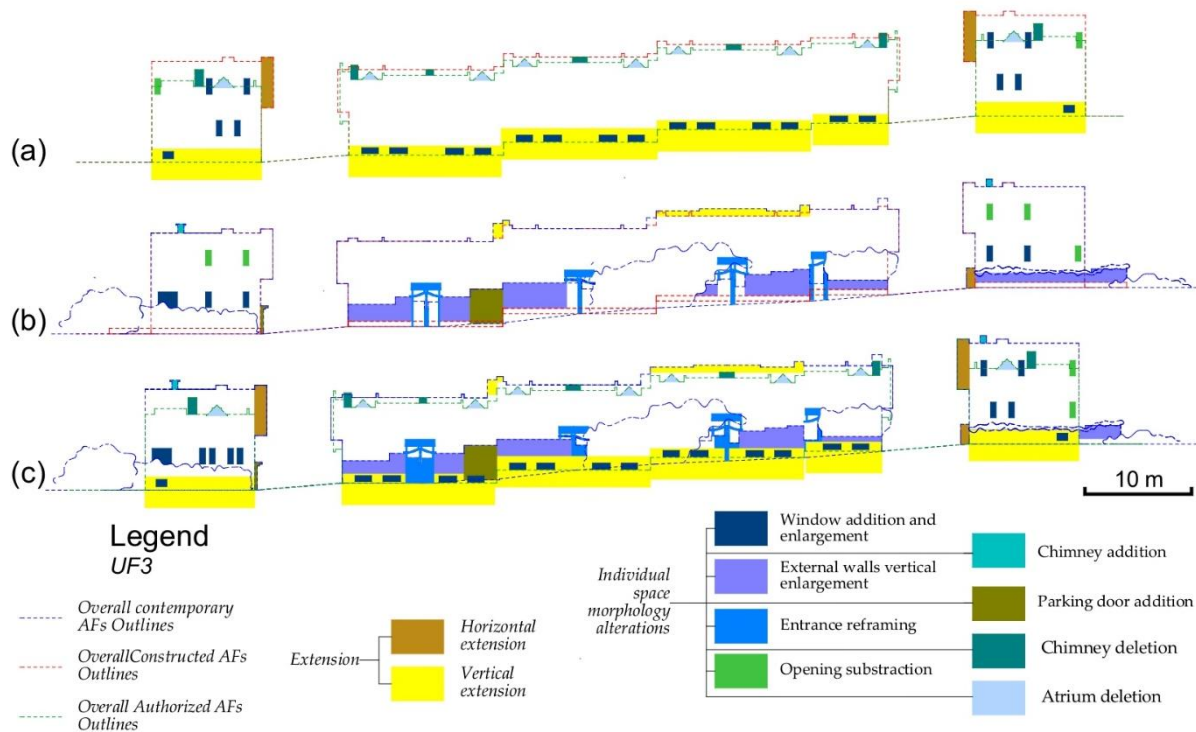 (a)
(b)
(c)
10 m
Legend
UF3
Overall contemporary
AFs Outlines
OverallConstructed AFs
Outlines
Overall Authorized AFs
Outlines
Extension
Horizontal
extension
Vertical
extension
Individual
space
morphology
alterations
Window addition and
enlargement
External walls vertical
enlargement
Entrance reframing
Opening substraction
Chimney addition
Parking door addition
Chimney deletion
Atrium deletion